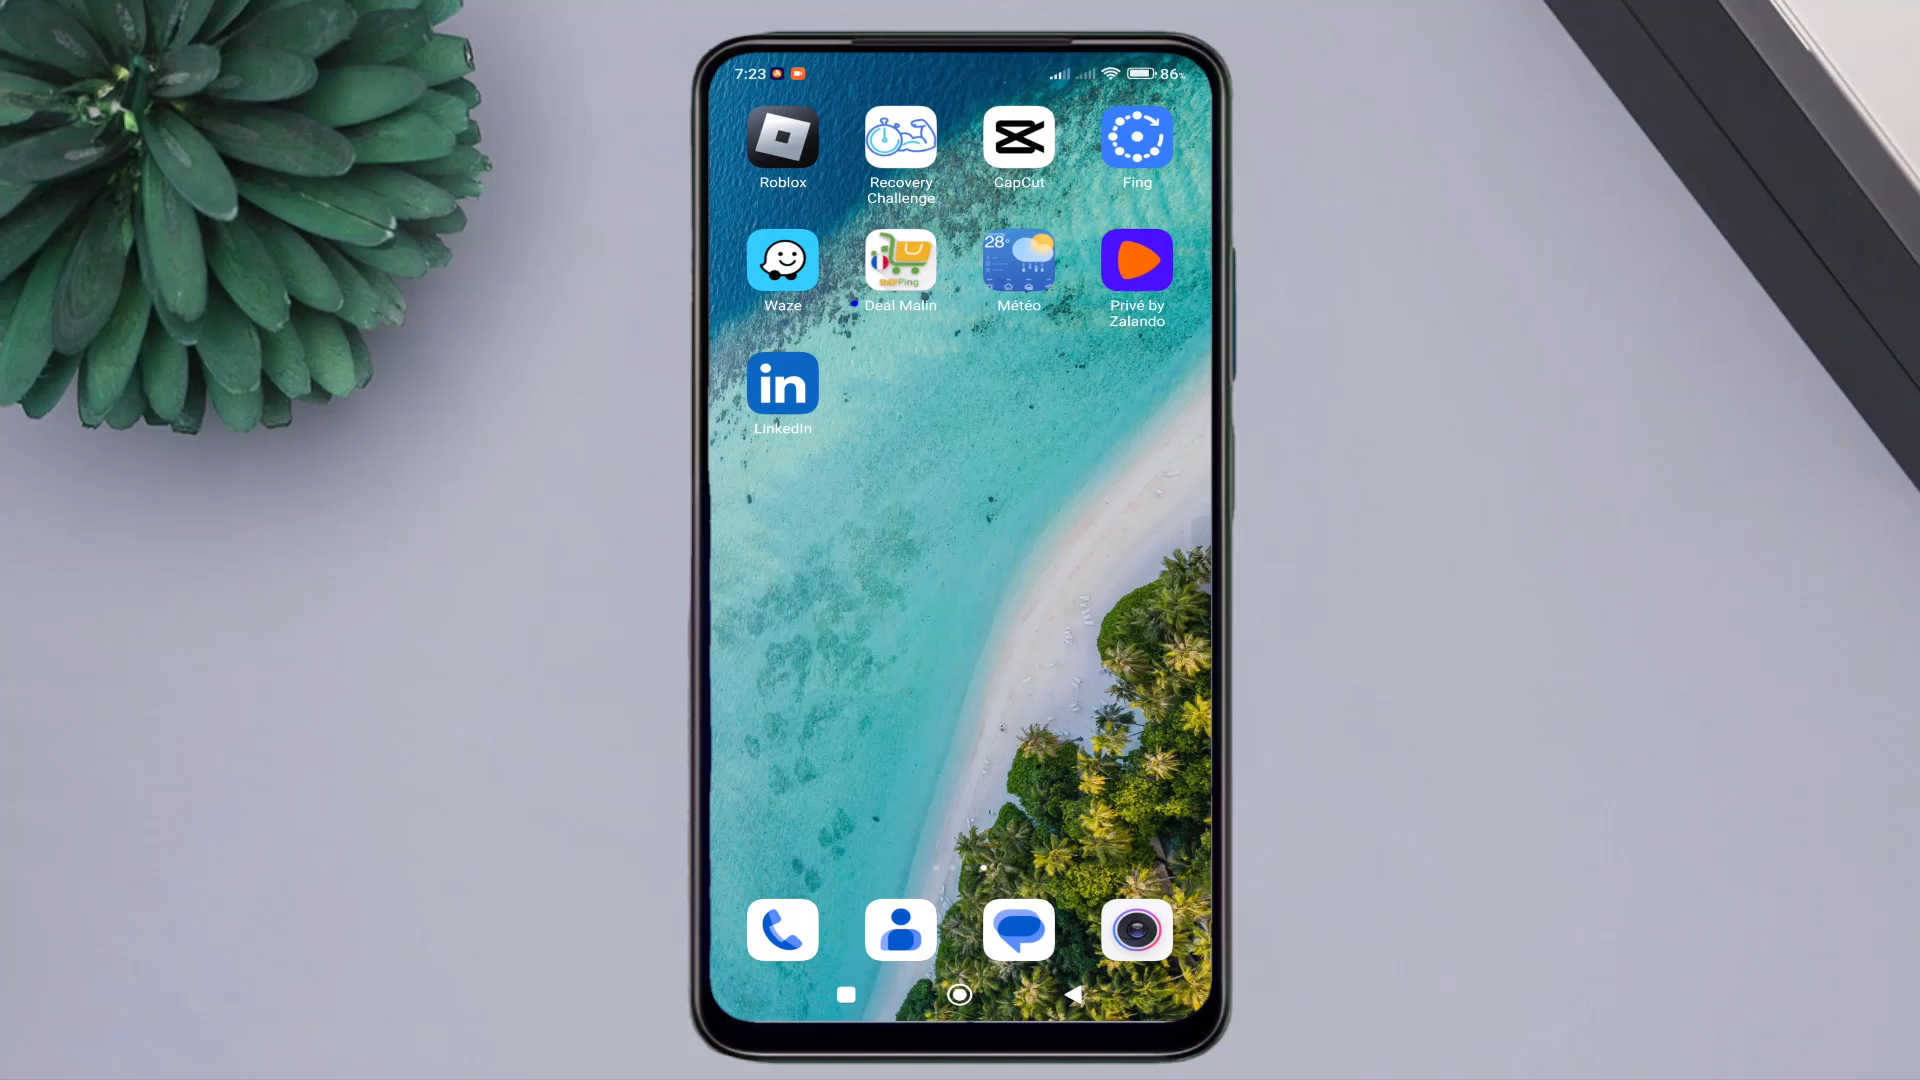 7:23
86%
Roblox
Recovery
Challenge
CapCut
Fing
28°
Waze
Deal Malin
Météo
Privé by
Zalando
in
LinkedIn